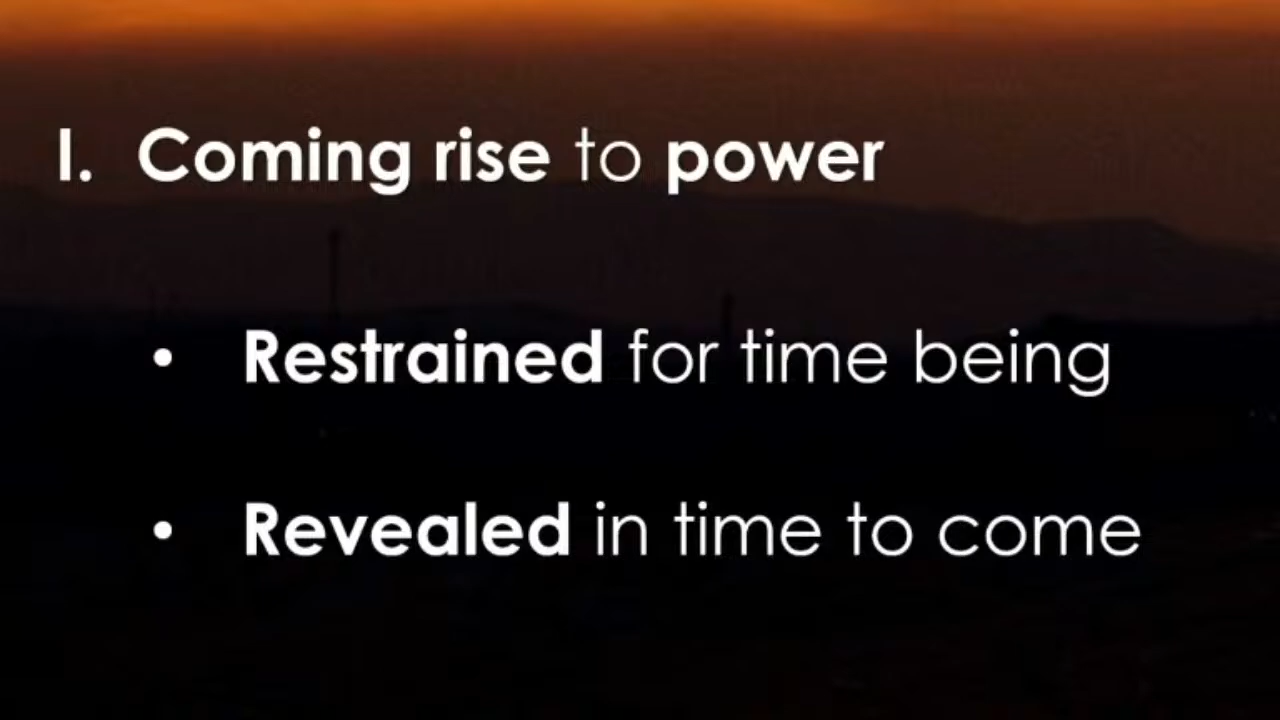 I. Coming rise to power
• Restrained for time being
• Revealed in time to come